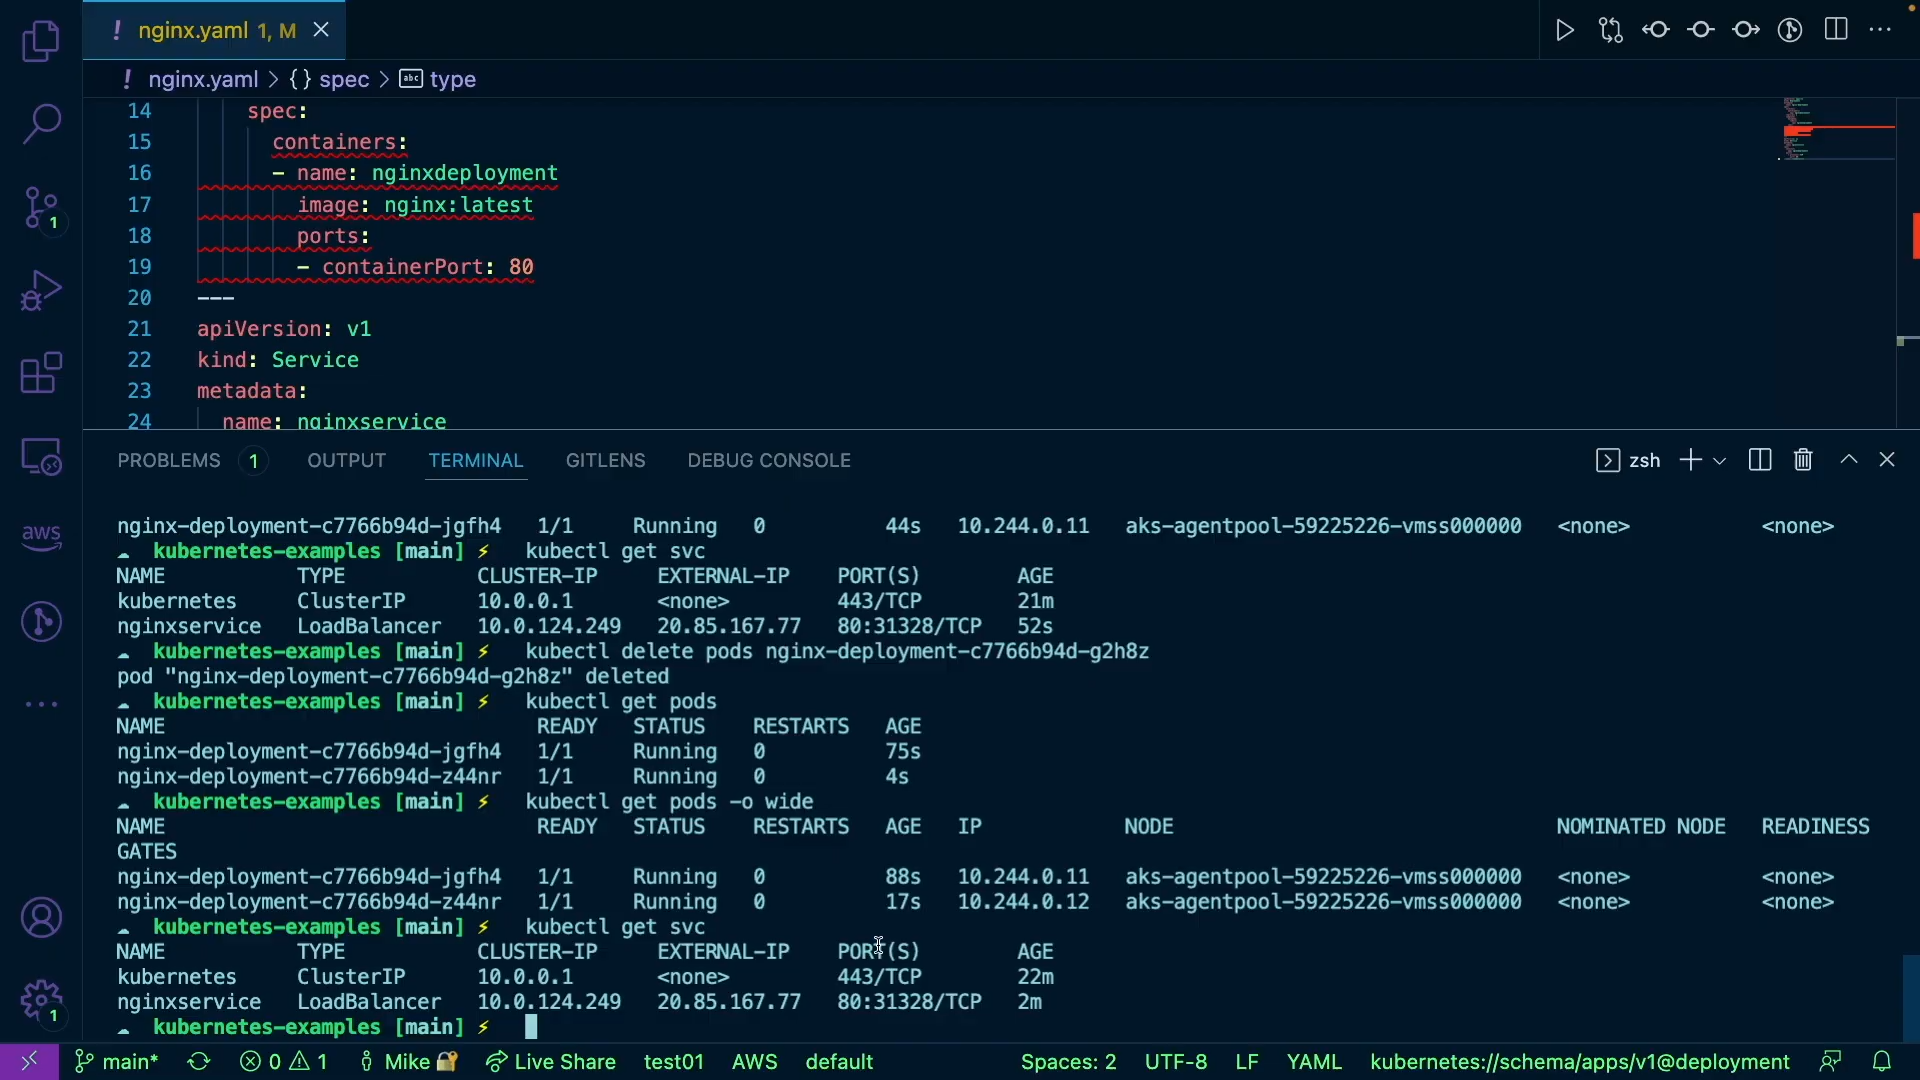 ! nginx.yaml 1, M
! nginx.yaml > {} spec > abc type
14 spec:
15 containers:
16 - name: nginxdeployment
17 image: nginx:latest
18 ports:
19 - containerPort: 80
20 ---
21 apiVersion: v1
22 kind: Service
23 metadata:
24 name: nginxservice
PROBLEMS 1 OUTPUT TERMINAL GITLENS DEBUG CONSOLE zsh
nginx-deployment-c7766b94d-jgfh4 1/1 Running 0 44s 10.244.0.11 aks-agentpool-59225226-vmss000000 <none> <none>
kubernetes-examples [main] ⚡ kubectl get svc
NAME TYPE CLUSTER-IP EXTERNAL-IP PORT(S) AGE
kubernetes ClusterIP 10.0.0.1 <none> 443/TCP 21m
nginxservice LoadBalancer 10.0.124.249 20.85.167.77 80:31328/TCP 52s
kubernetes-examples [main] ⚡ kubectl delete pods nginx-deployment-c7766b94d-g2h8z
pod "nginx-deployment-c7766b94d-g2h8z" deleted
kubernetes-examples [main] ⚡ kubectl get pods
NAME READY STATUS RESTARTS AGE
nginx-deployment-c7766b94d-jgfh4 1/1 Running 0 75s
nginx-deployment-c7766b94d-z44nr 1/1 Running 0 4s
kubernetes-examples [main] ⚡ kubectl get pods -o wide
NAME READY STATUS RESTARTS AGE IP NODE NOMINATED NODE READINESS
GATES
nginx-deployment-c7766b94d-jgfh4 1/1 Running 0 88s 10.244.0.11 aks-agentpool-59225226-vmss000000 <none> <none>
nginx-deployment-c7766b94d-z44nr 1/1 Running 0 17s 10.244.0.12 aks-agentpool-59225226-vmss000000 <none> <none>
kubernetes-examples [main] ⚡ kubectl get svc
NAME TYPE CLUSTER-IP EXTERNAL-IP PORT(S) AGE
kubernetes ClusterIP 10.0.0.1 <none> 443/TCP 22m
nginxservice LoadBalancer 10.0.124.249 20.85.167.77 80:31328/TCP 2m
kubernetes-examples [main] ⚡
1
aws
1
main* 0 1 Mike 🔐 Live Share test01 AWS default Spaces: 2 UTF-8 LF YAML kubernetes://schema/apps/v1@deployment